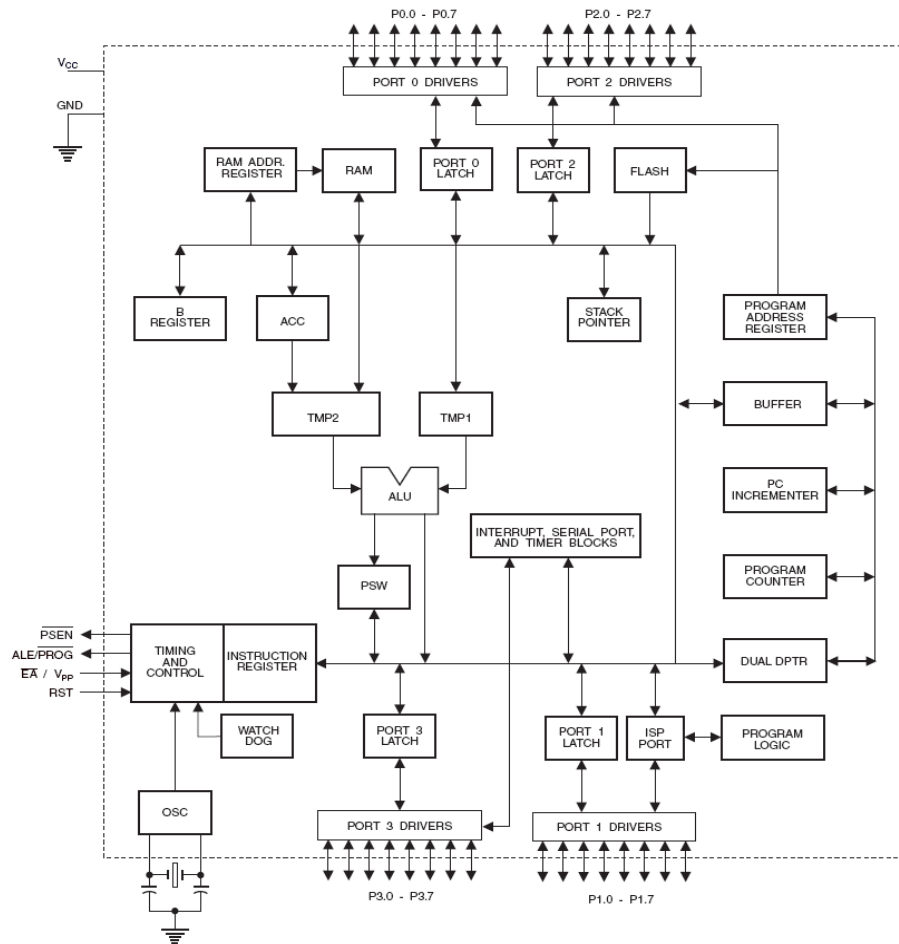 P0.0 - P0.7
P2.0 - P2.7
VCC
PORT 0 DRIVERS
PORT 2 DRIVERS
GND
RAM ADDR.
REGISTER
RAM
PORT 0
LATCH
PORT 2
LATCH
FLASH
B
REGISTER
ACC
STACK
POINTER
PROGRAM
ADDRESS
REGISTER
BUFFER
TMP2
TMP1
ALU
PC
INCREMENTER
INTERRUPT, SERIAL PORT,
AND TIMER BLOCKS
PSW
PROGRAM
COUNTER
PSEN
ALE/PROG
EA / VPP
RST
TIMING
AND
CONTROL
INSTRUCTION
REGISTER
DUAL DPTR
WATCH
DOG
PORT 3
LATCH
PORT 1
LATCH
ISP
PORT
PROGRAM
LOGIC
OSC
PORT 3 DRIVERS
PORT 1 DRIVERS
P3.0 - P3.7
P1.0 - P1.7